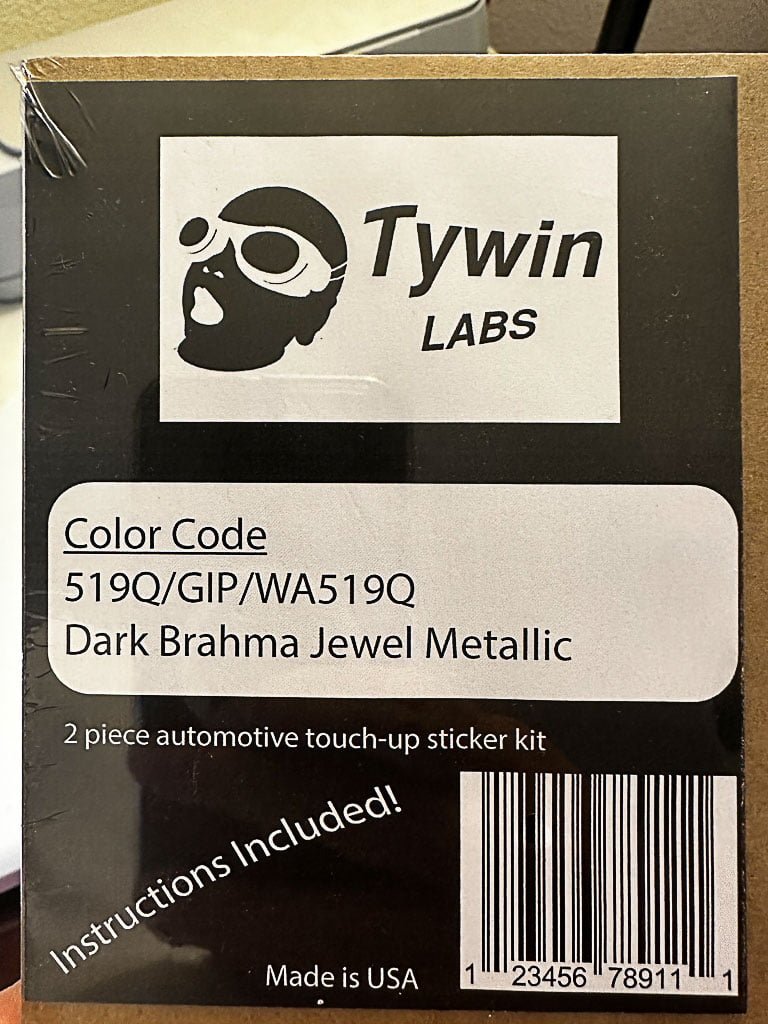 Tywin
LABS
Color Code
519Q/GIP/WA519Q
Dark Brahma Jewel Metallic
2 piece automotive touch-up sticker kit
Instructions Included!
Made is USA
1 23456 78911 1